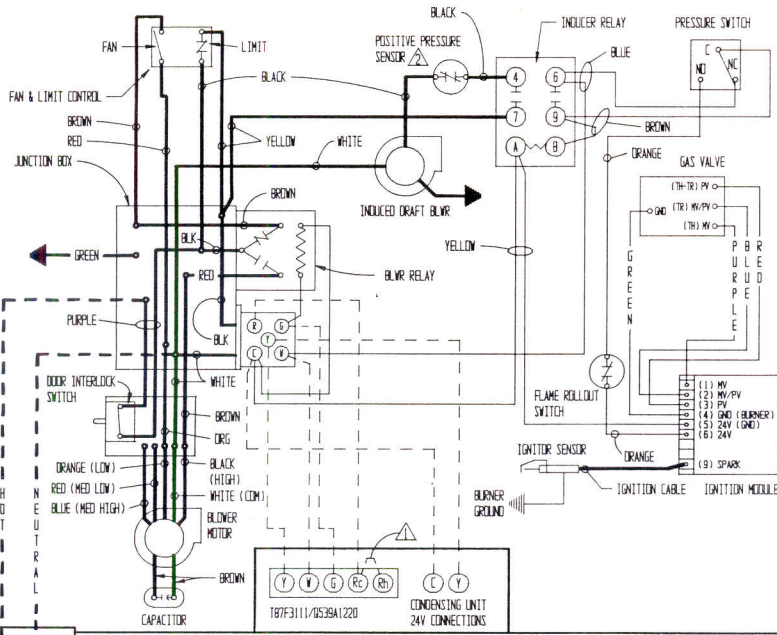 BLACK
INDUCER RELAY
PRESSURE SWITCH
FAN
LIMIT
POSITIVE PRESSURE
SENSOR
2
BLUE
4
6
C
NO
NC
BLACK
FAN & LIMIT CONTROL
BROWN
RED
7
9
BROWN
JUNCTION BOX
YELLOW
WHITE
A
8
ORANGE
GAS VALVE
(TH-TR) PV
(TR) MV/PV
(TH) MV
GND
BROWN
INDUCED DRAFT BLWR
GREEN
BLK
YELLOW
RED
BLWR RELAY
GREEN
PURPLE
BLUE
RED
PURPLE
BLK
R
G
Y
C
W
WHITE
DOOR INTERLOCK
SWITCH
FLAME ROLLOUT
SWITCH
(1) MV
(2) MV/PV
(3) PV
(4) GND (BURNER)
(5) 24V (GND)
(6) 24V
(9) SPARK
BROWN
ORG
ORANGE
IGNITOR SENSOR
ORANGE (LOW)
BLACK
(HIGH)
RED (MED LOW)
WHITE (COM)
BLUE (MED HIGH)
IGNITION CABLE
IGNITION MODULE
BURNER
GROUND
HOT
NEUTRAL
BLOWER
MOTOR
1
BROWN
Y
W
G
Rc
Rh
C
Y
CAPACITOR
T87F3111/Q539A1220
CONDENSING UNIT
24V CONNECTIONS